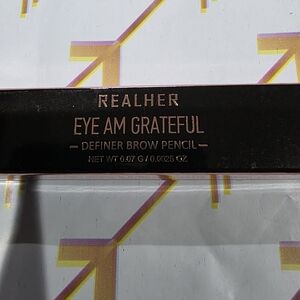 REALHER
EYE AM GRATEFUL
— DEFINER BROW PENCIL —
NET WT 0.07 G / 0.0025 OZ